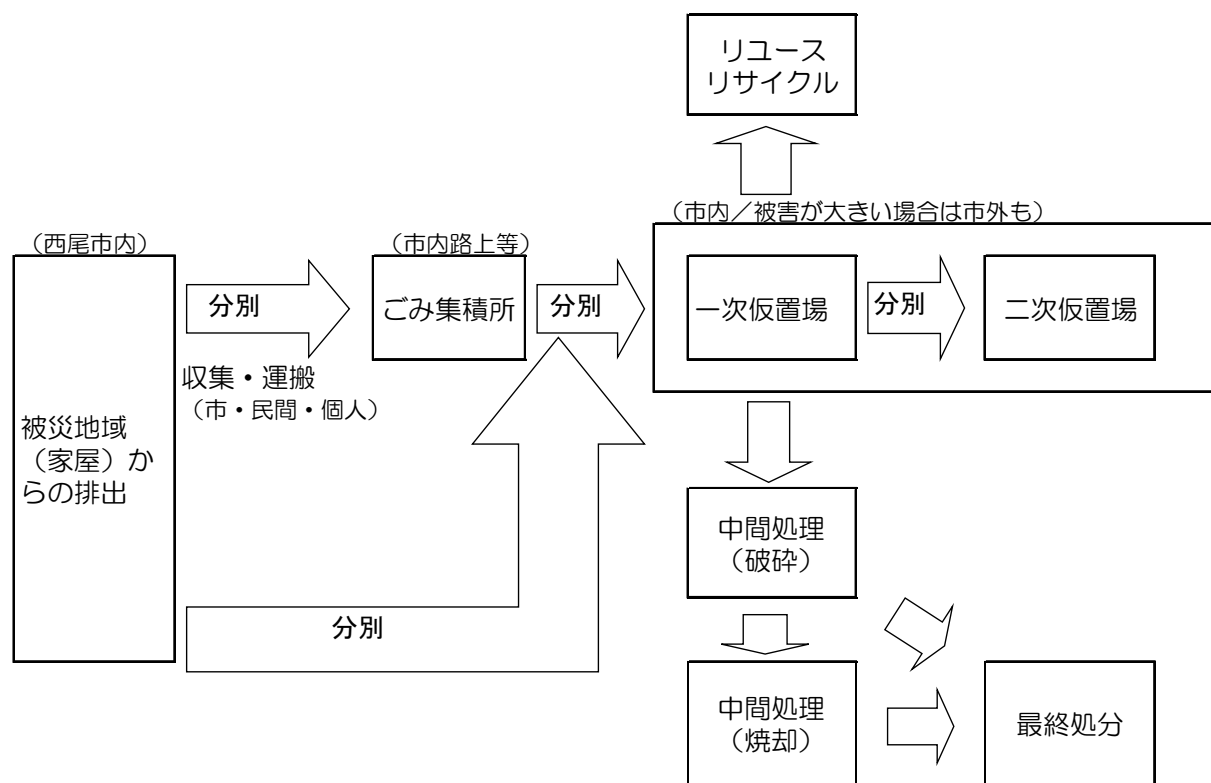 リユース
リサイクル
（市内／被害が大きい場合は市外も）
（西尾市内）
（市内路上等）
分別
ごみ集積所
分別
一次仮置場
分別
二次仮置場
収集・運搬
（市・民間・個人）
被災地域
（家屋）か
らの排出
中間処理
（破砕）
分別
中間処理
（焼却）
最終処分